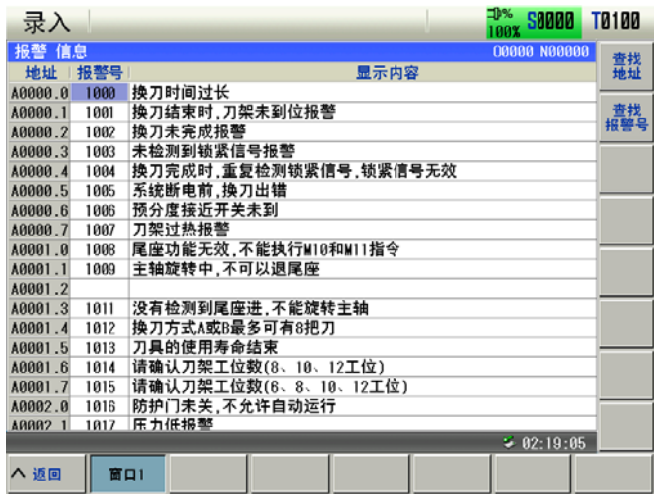 录入 100% S0000 T0100
报警 信息 O0000 N00000
地址 报警号 显示内容
A0000.0 1000 换刀时间过长
A0000.1 1001 换刀结束时,刀架未到位报警
A0000.2 1002 换刀未完成报警
A0000.3 1003 未检测到锁紧信号报警
A0000.4 1004 换刀完成时,重复检测锁紧信号,锁紧信号无效
A0000.5 1005 系统断电前,换刀出错
A0000.6 1006 预分度接近开关未到
A0000.7 1007 刀架过热报警
A0001.0 1008 尾座功能无效,不能执行M10和M11指令
A0001.1 1009 主轴旋转中,不可以退尾座
A0001.2
A0001.3 1011 没有检测到尾座进,不能旋转主轴
A0001.4 1012 换刀方式A或B最多可有8把刀
A0001.5 1013 刀具的使用寿命结束
A0001.6 1014 请确认刀架工位数(8、10、12工位)
A0001.7 1015 请确认刀架工位数(6、8、10、12工位)
A0002.0 1016 防护门未关,不允许自动运行
A0002.1 1017 压力低报警
查找
地址
查找
报警号
02:19:05
返回 窗口1